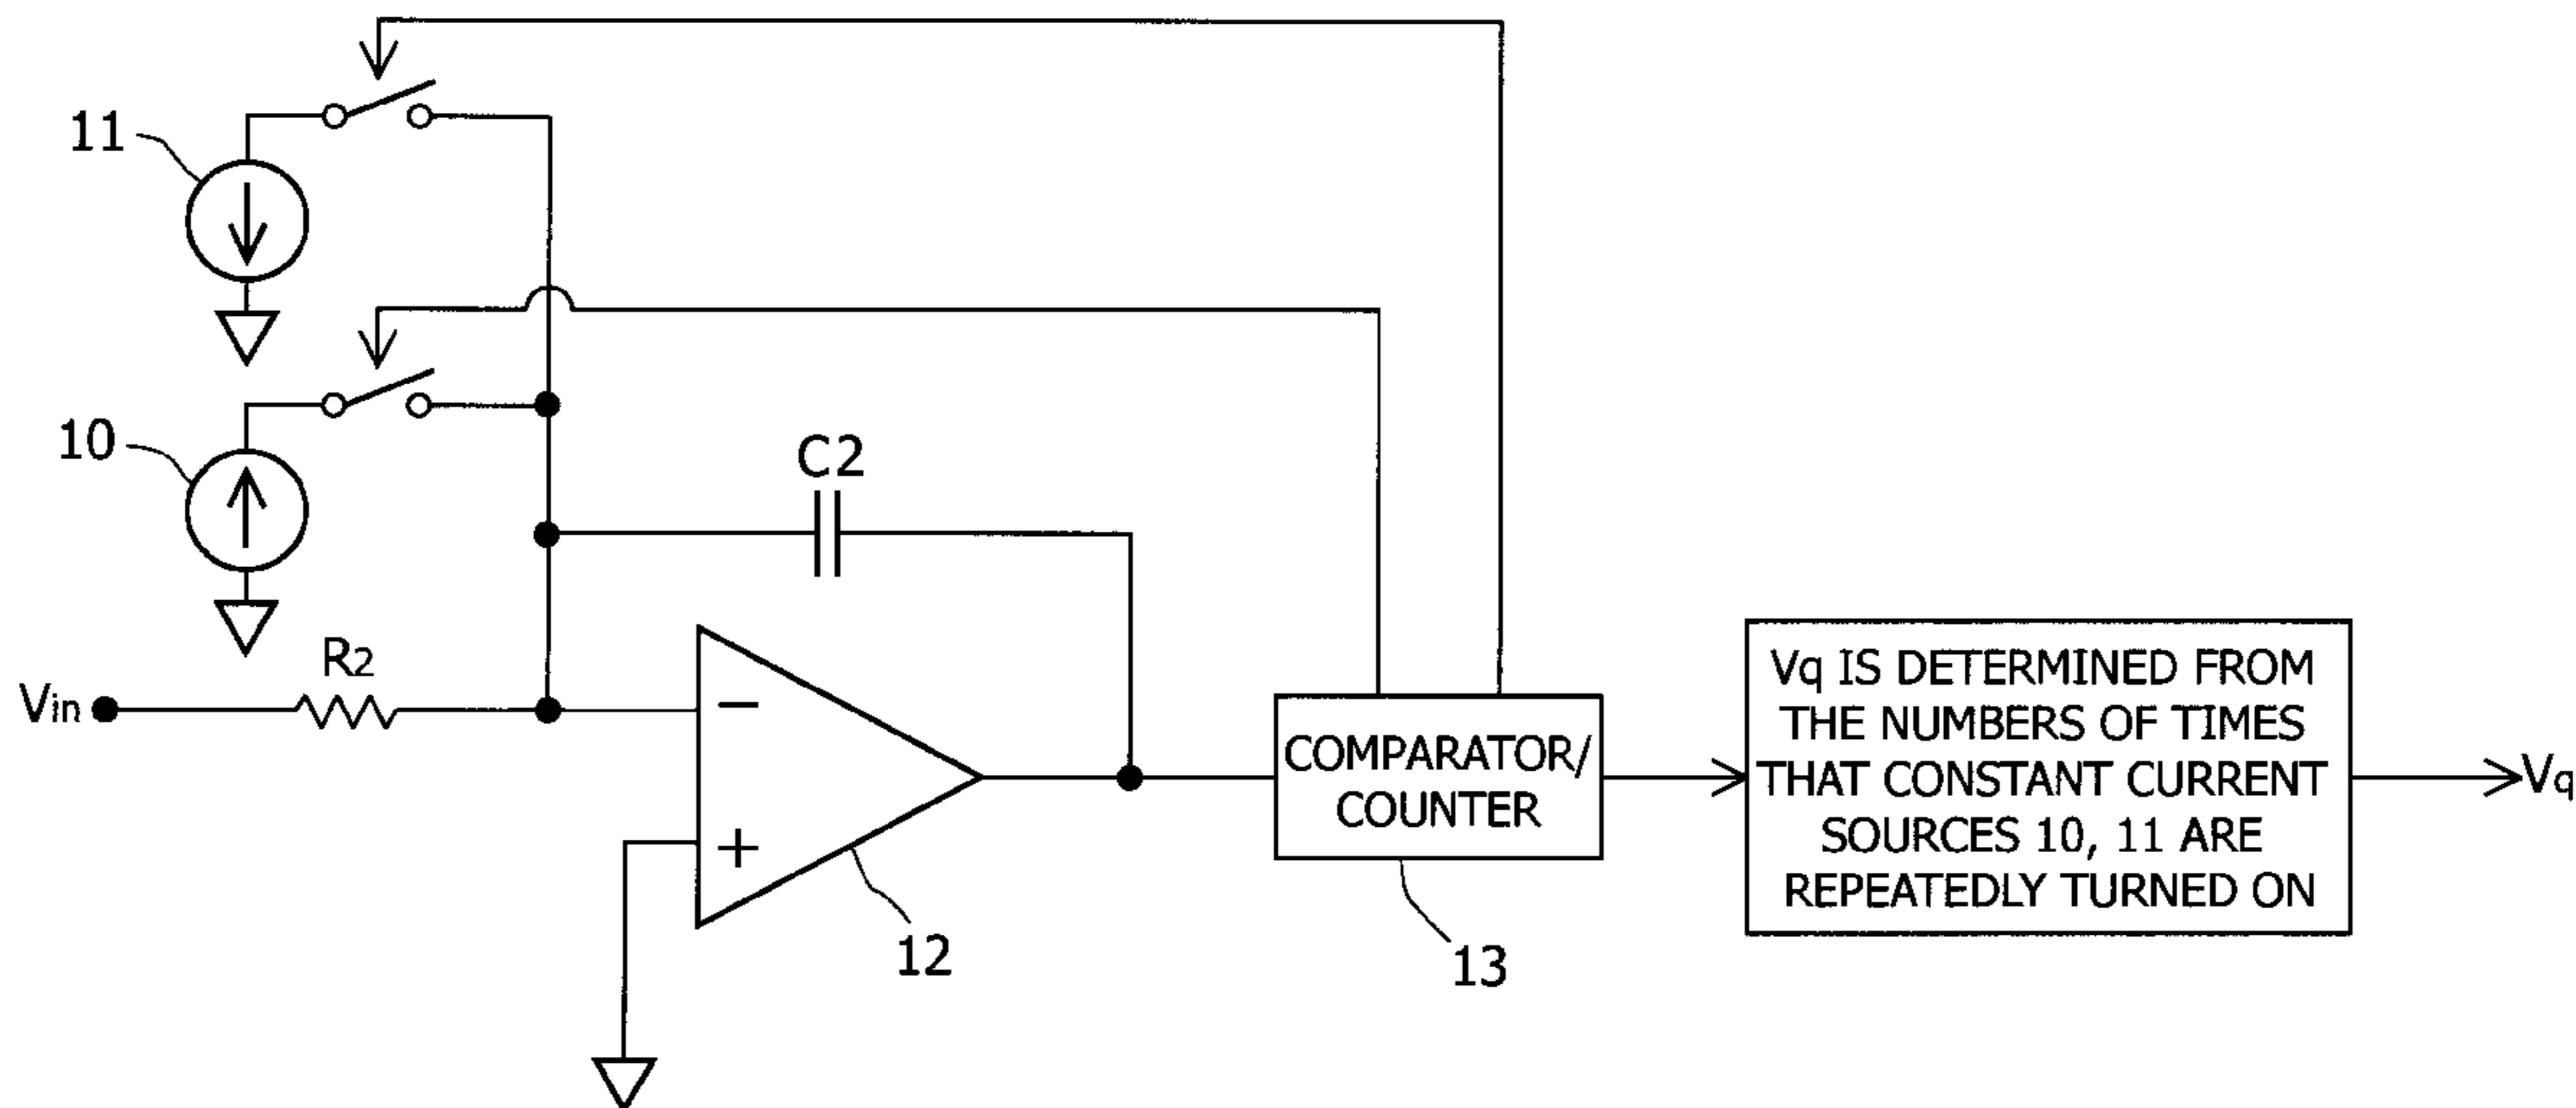 11
10
C2
R2
Vin
−
+
12
COMPARATOR/
COUNTER
13
Vq IS DETERMINED FROM
THE NUMBERS OF TIMES
THAT CONSTANT CURRENT
SOURCES 10, 11 ARE
REPEATEDLY TURNED ON
Vq